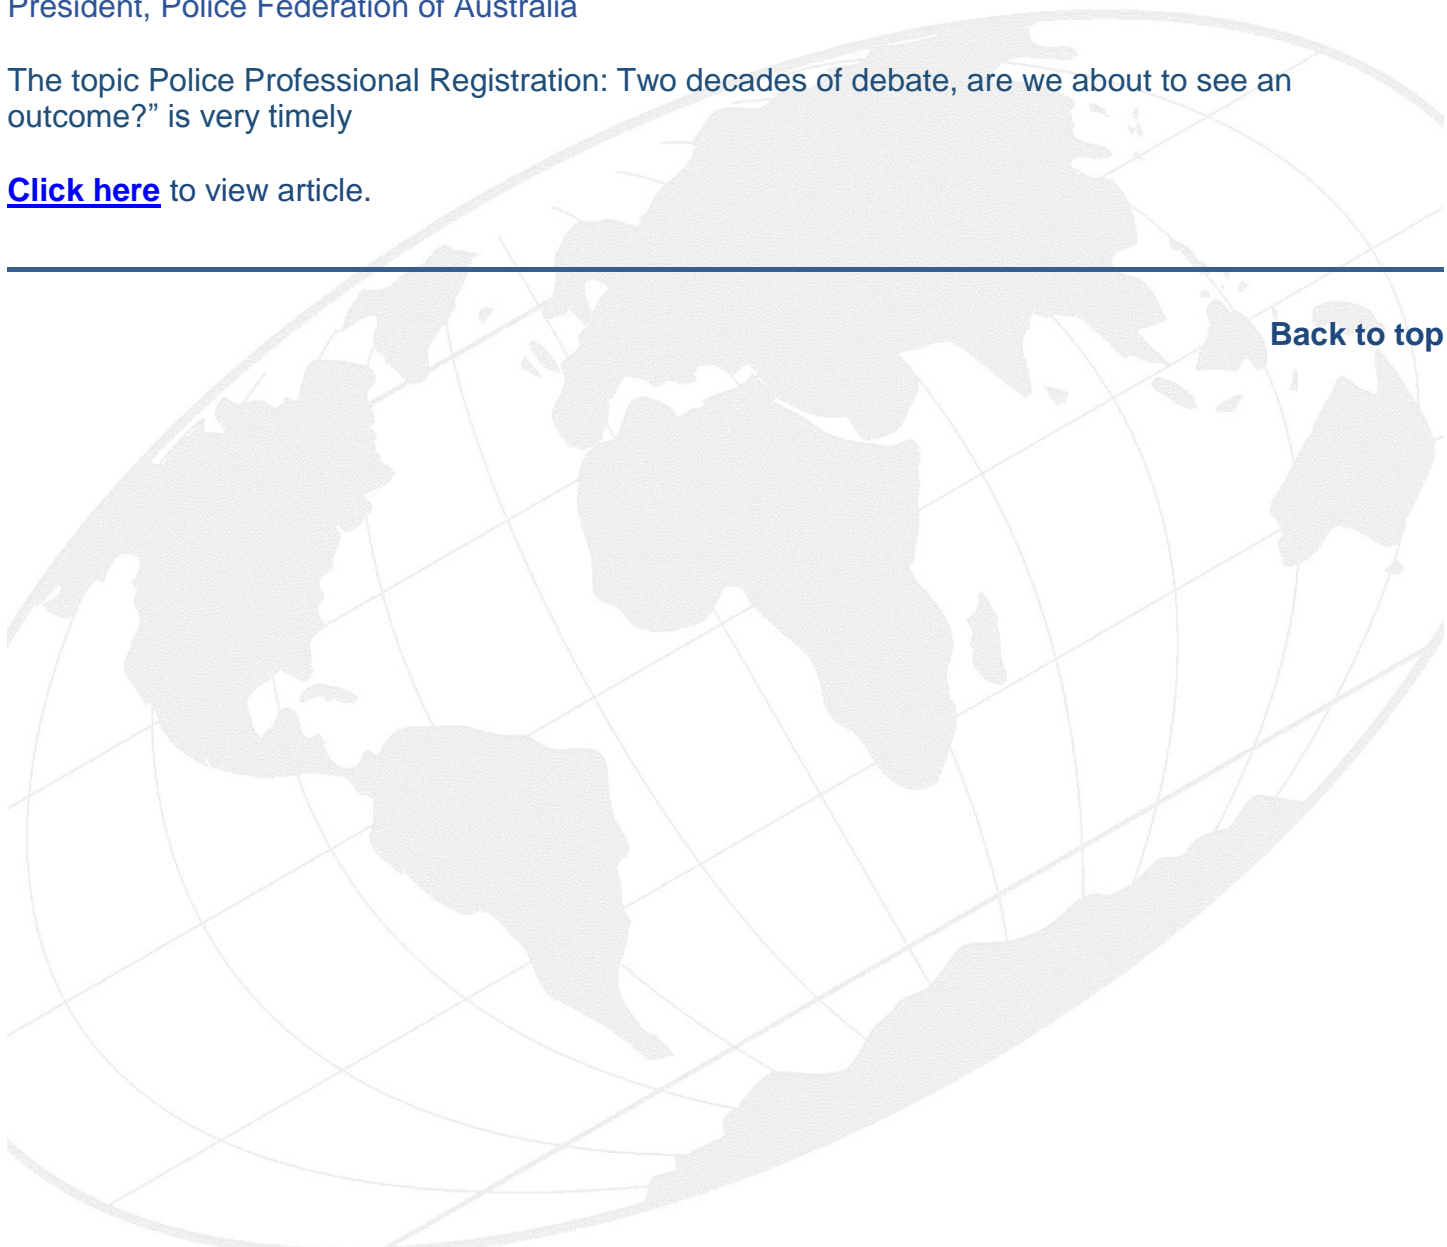 President, Police Federation of Australia
The topic Police Professional Registration: Two decades of debate, are we about to see an
outcome?” is very timely
Click here to view article.
Back to top